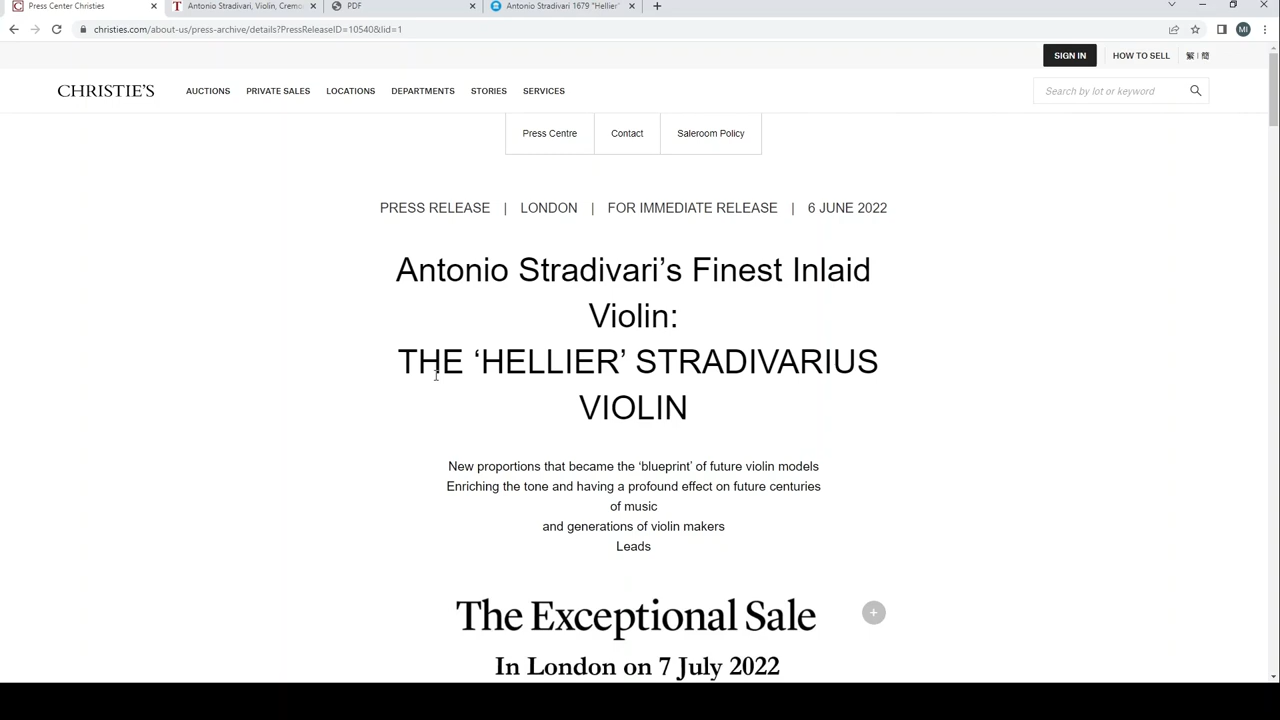 Press Center Christies
Antonio Stradivari, Violin, Cremo
PDF
Antonio Stradivari 1679 "Hellier"
christies.com/about-us/press-archive/details?PressReleaseID=10540&lid=1
MI
SIGN IN
HOW TO SELL
繁 | 簡
CHRISTIE'S
AUCTIONS
PRIVATE SALES
LOCATIONS
DEPARTMENTS
STORIES
SERVICES
Search by lot or keyword
Press Centre
Contact
Saleroom Policy
PRESS RELEASE | LONDON | FOR IMMEDIATE RELEASE | 6 JUNE 2022
Antonio Stradivari’s Finest Inlaid
Violin:
THE ‘HELLIER’ STRADIVARIUS
VIOLIN
New proportions that became the ‘blueprint’ of future violin models
Enriching the tone and having a profound effect on future centuries
of music
and generations of violin makers
Leads
The Exceptional Sale
In London on 7 July 2022